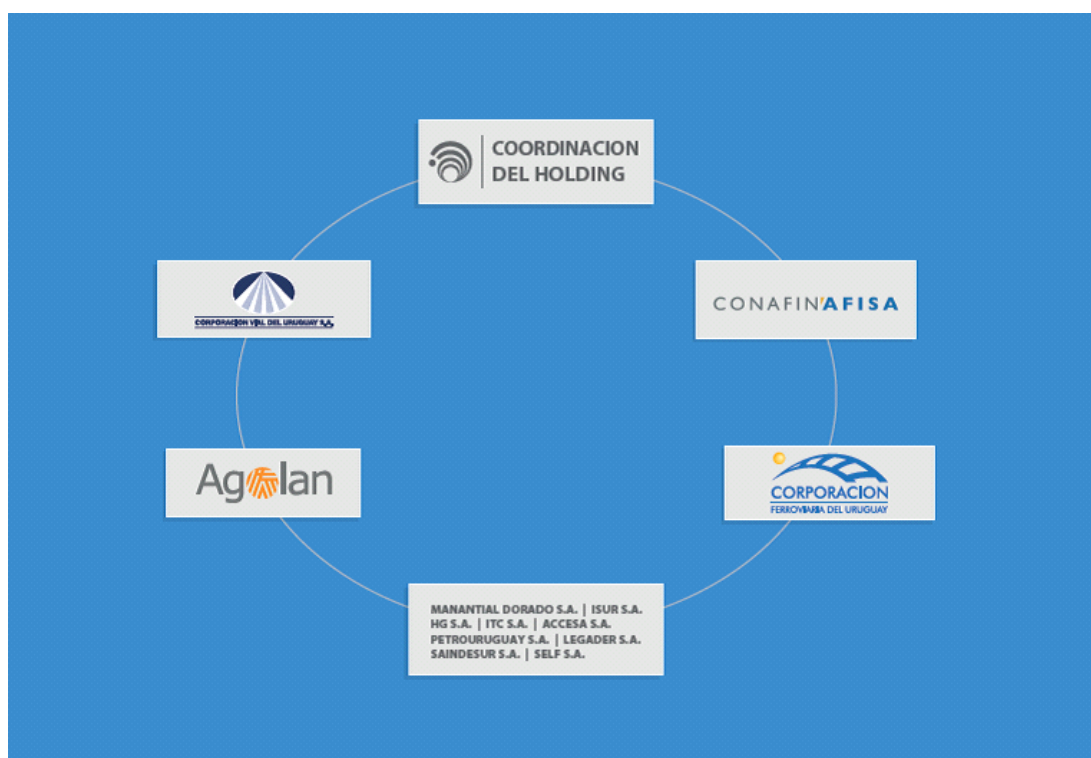 COORDINACION
DEL HOLDING
CORPORACION VIAL DEL URUGUAY S.A.
CONAFIN'AFISA
Agolan
CORPORACION
FERROVIARIA DEL URUGUAY
MANANTIAL DORADO S.A. | ISUR S.A.
HG S.A. | ITC S.A. | ACCESA S.A.
PETROURUGUAY S.A. | LEGADER S.A.
SAINDESUR S.A. | SELF S.A.